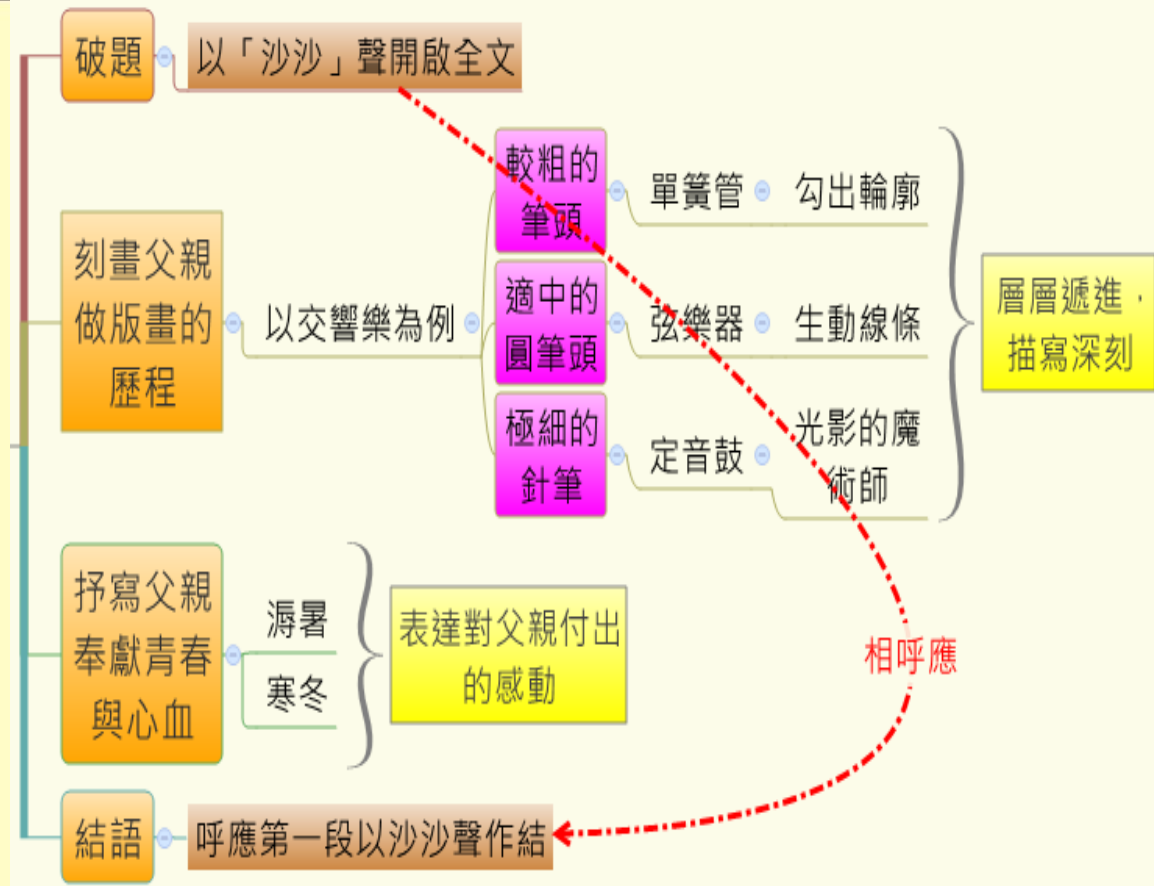 破題
以「沙沙」聲開啟全文
刻畫父親
做版畫的
歷程
以交響樂為例
較粗的
筆頭
單簧管
勾出輪廓
適中的
圓筆頭
弦樂器
生動線條
極細的
針筆
定音鼓
光影的魔
術師
層層遞進，
描寫深刻
抒寫父親
奉獻青春
與心血
溽暑
寒冬
表達對父親付出
的感動
相呼應
結語
呼應第一段以沙沙聲作結